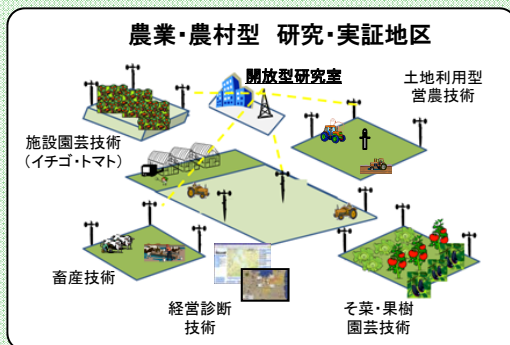 農業・農村型 研究・実証地区
開放型研究室
土地利用型
営農技術
施設園芸技術
(イチゴ・トマト)
畜産技術
経営診断
技術
そ菜・果樹
園芸技術